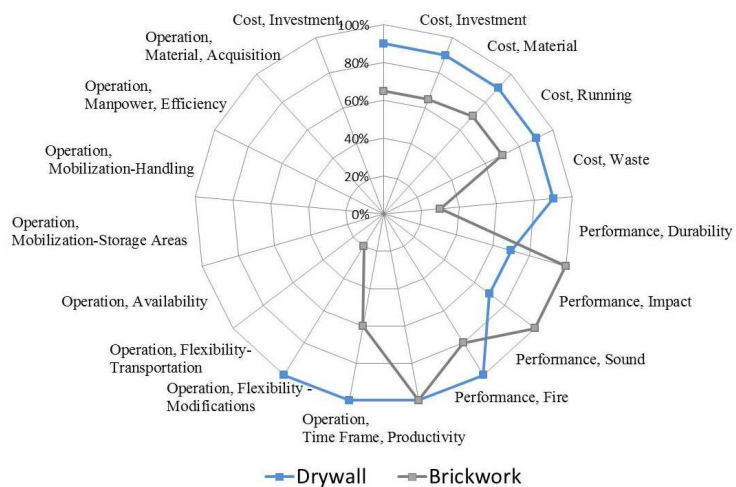 Cost, Investment
100%
Cost, Investment
Operation,
Material, Acquisition
80%
Cost, Material
Operation,
Manpower, Efficiency
60%
Cost, Running
Operation,
Mobilization-Handling
40%
Cost, Waste
20%
0%
Operation,
Mobilization-Storage Areas
Performance, Durability
Operation, Availability
Performance, Impact
Operation, Flexibility-
Transportation
Performance, Sound
Operation, Flexibility -
Modifications
Performance, Fire
Operation,
Time Frame, Productivity
Drywall
Brickwork